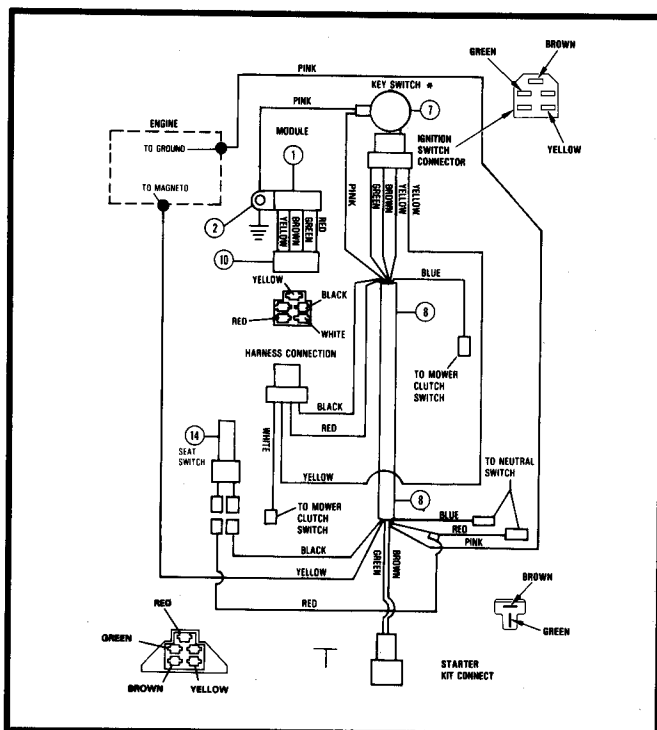 BROWN
GREEN
PINK
KEY SWITCH *
PINK
7
ENGINE
MODULE
IGNITION
SWITCH
CONNECTOR
YELLOW
TO GROUND
1
TO MAGNETO
PINK
GREEN
BROWN
YELLOW
YELLOW
2
YELLOW
BROWN
GREEN
RED
10
BLUE
YELLOW
BLACK
8
RED
WHITE
HARNESS CONNECTION
TO MOWER
CLUTCH
SWITCH
BLACK
14
RED
WHITE
SEAT
SWITCH
TO NEUTRAL
SWITCH
YELLOW
8
TO MOWER
CLUTCH
SWITCH
BLUE
RED
PINK
BLACK
GREEN
BROWN
YELLOW
BROWN
RED
RED
GREEN
GREEN
BROWN
YELLOW
STARTER
KIT CONNECT